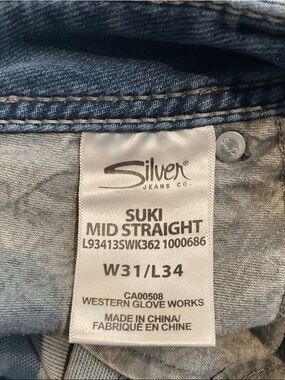 Silver®
JEANS CO.
SUKI
MID STRAIGHT
L93413SWK362 1000686
W31/L34
CA00508
WESTERN GLOVE WORKS
MADE IN CHINA/
FABRIQUÉ EN CHINE